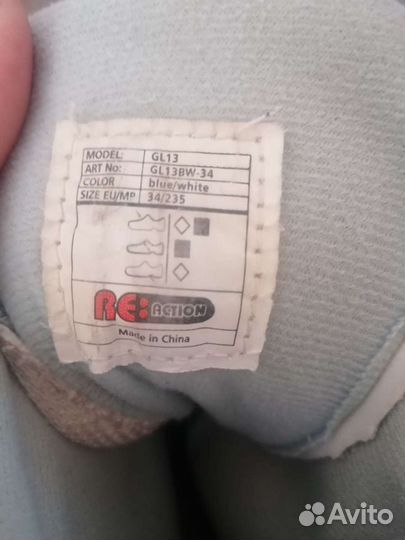 MODEL: GL13
ART No: GL13BW-34
COLOR blue/white
SIZE EU/MP 34/235
RE:ACTION
Made in China
Avito